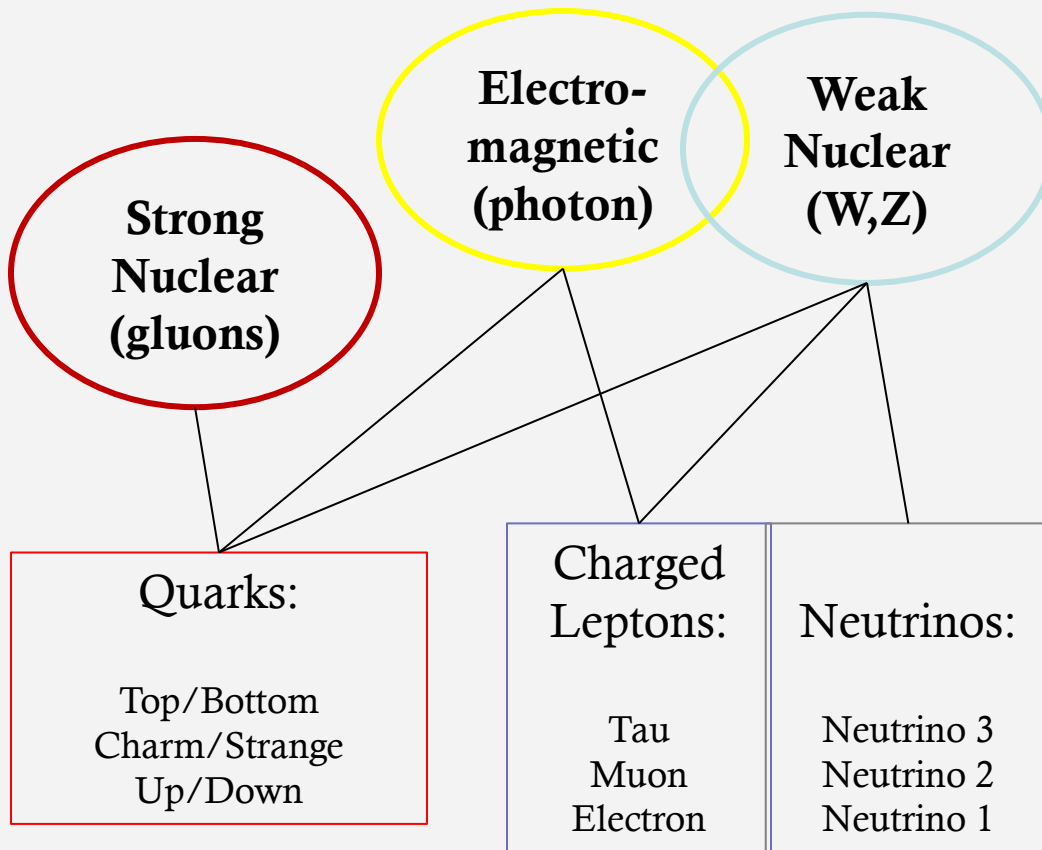 Electro-
magnetic
(photon)
Weak
Nuclear
(W,Z)
Strong
Nuclear
(gluons)
Quarks:
Top/Bottom
Charm/Strange
Up/Down
Charged
Leptons:
Tau
Muon
Electron
Neutrinos:
Neutrino 3
Neutrino 2
Neutrino 1